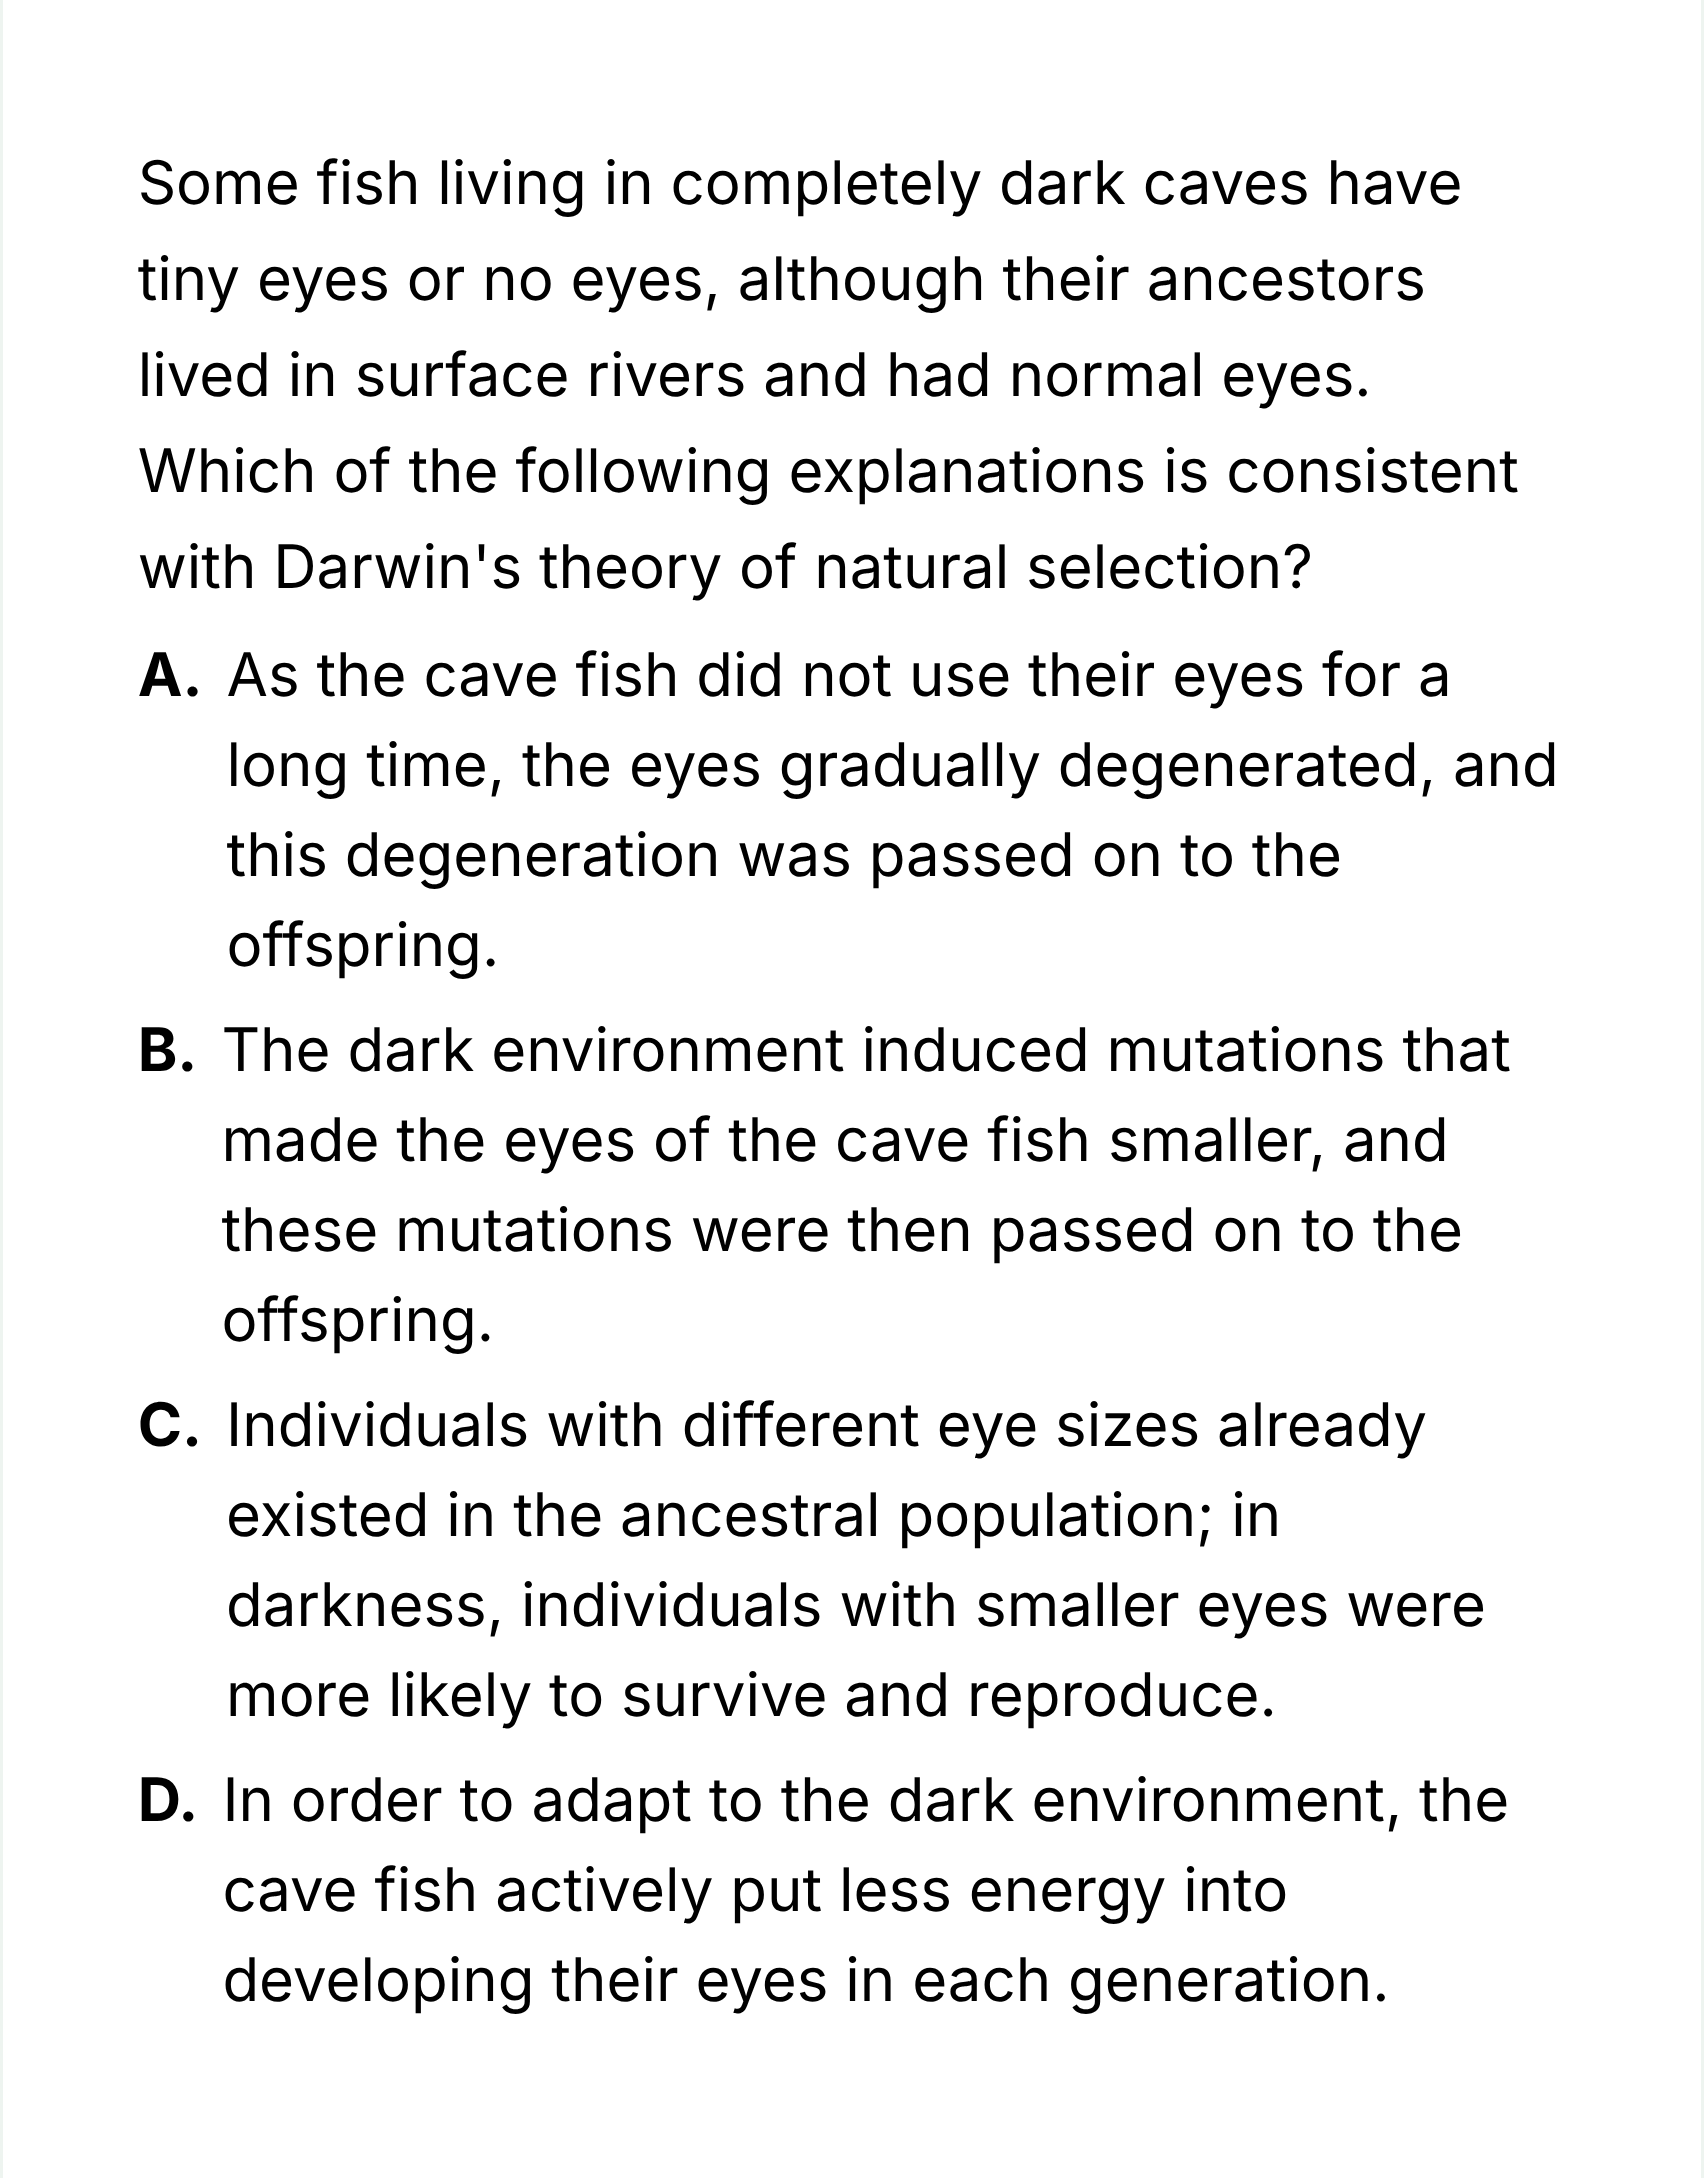 Some fish living in completely dark caves have
tiny eyes or no eyes, although their ancestors
lived in surface rivers and had normal eyes.
Which of the following explanations is consistent
with Darwin's theory of natural selection?
A. As the cave fish did not use their eyes for a
long time, the eyes gradually degenerated, and
this degeneration was passed on to the
offspring.
B. The dark environment induced mutations that
made the eyes of the cave fish smaller, and
these mutations were then passed on to the
offspring.
C. Individuals with different eye sizes already
existed in the ancestral population; in
darkness, individuals with smaller eyes were
more likely to survive and reproduce.
D. In order to adapt to the dark environment, the
cave fish actively put less energy into
developing their eyes in each generation.